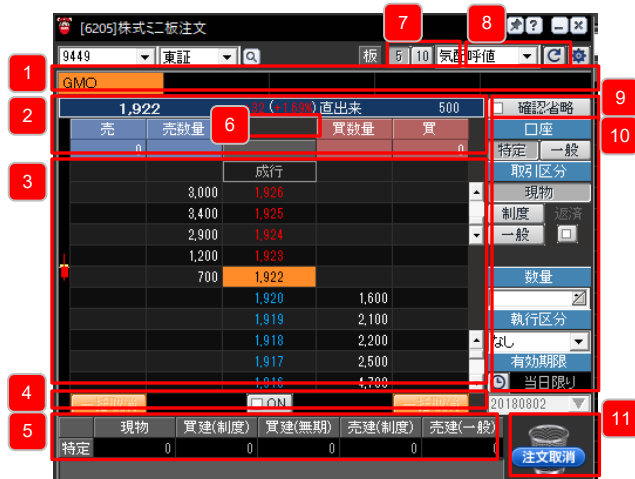 [6205]株式ミニ板注文
7
8
9449 東証 板 5 10 気配呼値
1
GMO
9
2
1,922 32 (+1.69%) 直出来 500 確認省略
6
売 売数量 買数量 買 口座
10
0 0 特定 一般
3
成行 取引区分
3,000 1,926 現物
3,400 1,925 制度 返済
2,900 1,924 一般
1,200 1,923
700 1,922 数量
1,920 1,600
1,919 2,100 執行区分
1,918 2,200 なし
1,917 2,500 有効期限
1,916 4,700 当日限り
4
ON 20180802
5
現物 買建(制度) 買建(無期) 売建(制度) 売建(一般)
11
特定 0 0 0 0 0
注文取消